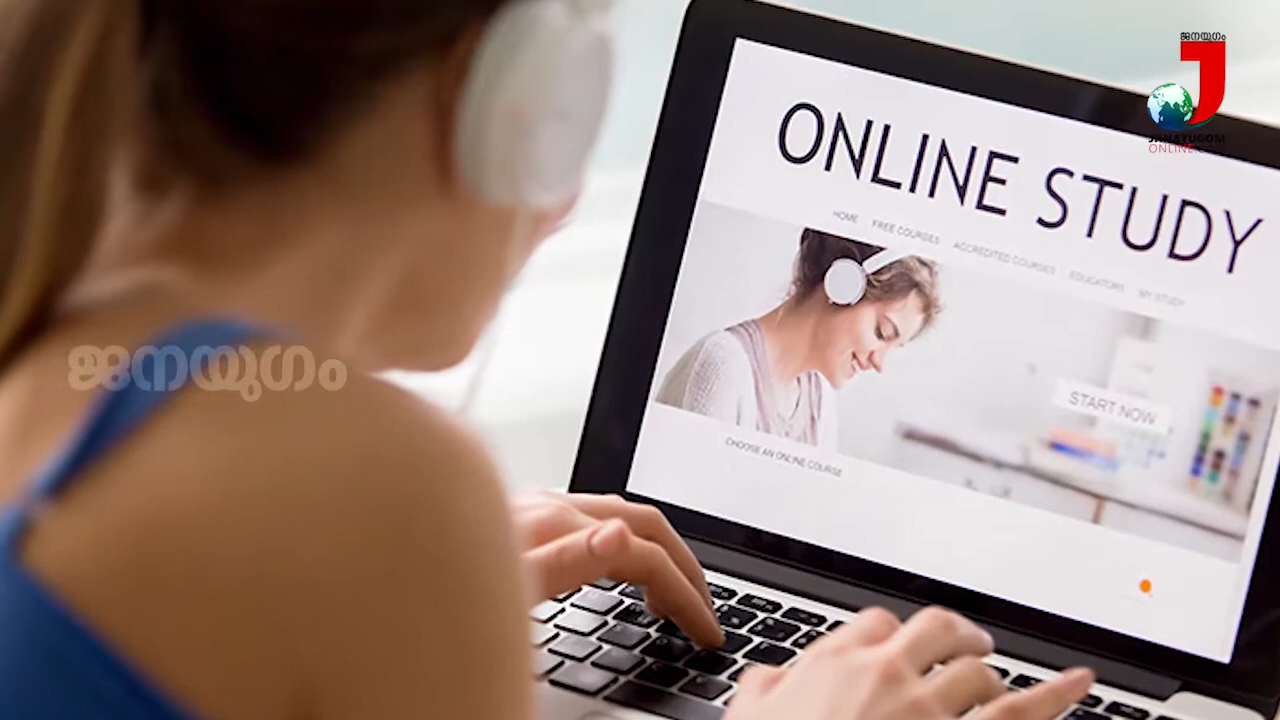 ജനയുഗം
JANAYUGOM
ONLINE
ONLINE STUDY
HOME FREE COURSES ACCREDITED COURSES EDUCATORS MY STUDY
ജനയുഗം
START NOW
CHOOSE AN ONLINE COURSE